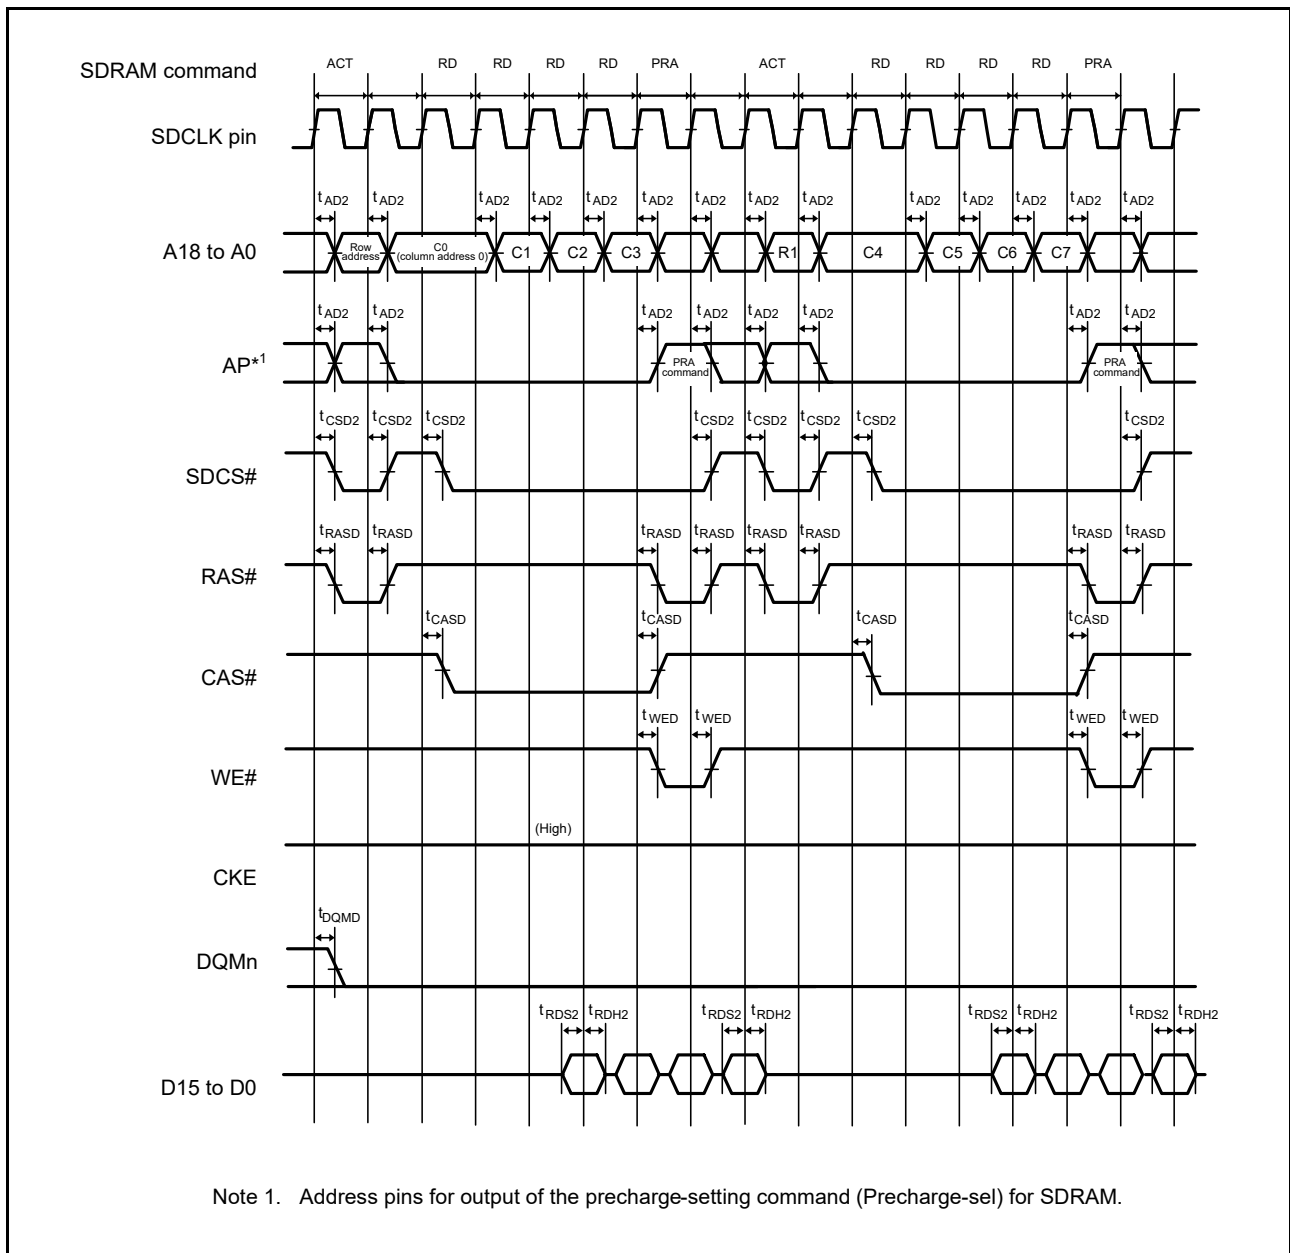 SDRAM command ACT RD RD RD RD PRA ACT RD RD RD RD PRA
SDCLK pin
tAD2 tAD2 tAD2 tAD2 tAD2 tAD2 tAD2 tAD2 tAD2 tAD2 tAD2 tAD2 tAD2 tAD2
A18 to A0 Row address C0 (column address 0) C1 C2 C3 R1 C4 C5 C6 C7
tAD2 tAD2 tAD2 tAD2 tAD2 tAD2 tAD2 tAD2
AP*1 PRA command PRA command
tCSD2 tCSD2 tCSD2 tCSD2 tCSD2 tCSD2 tCSD2 tCSD2
SDCS#
tRASD tRASD tRASD tRASD tRASD tRASD tRASD tRASD
RAS#
tCASD tCASD tCASD tCASD
CAS#
tWED tWED tWED tWED
WE#
(High)
CKE
tDQMD
DQMn
tRDS2 tRDH2 tRDS2 tRDH2 tRDS2 tRDH2 tRDS2 tRDH2
D15 to D0
Note 1. Address pins for output of the precharge-setting command (Precharge-sel) for SDRAM.